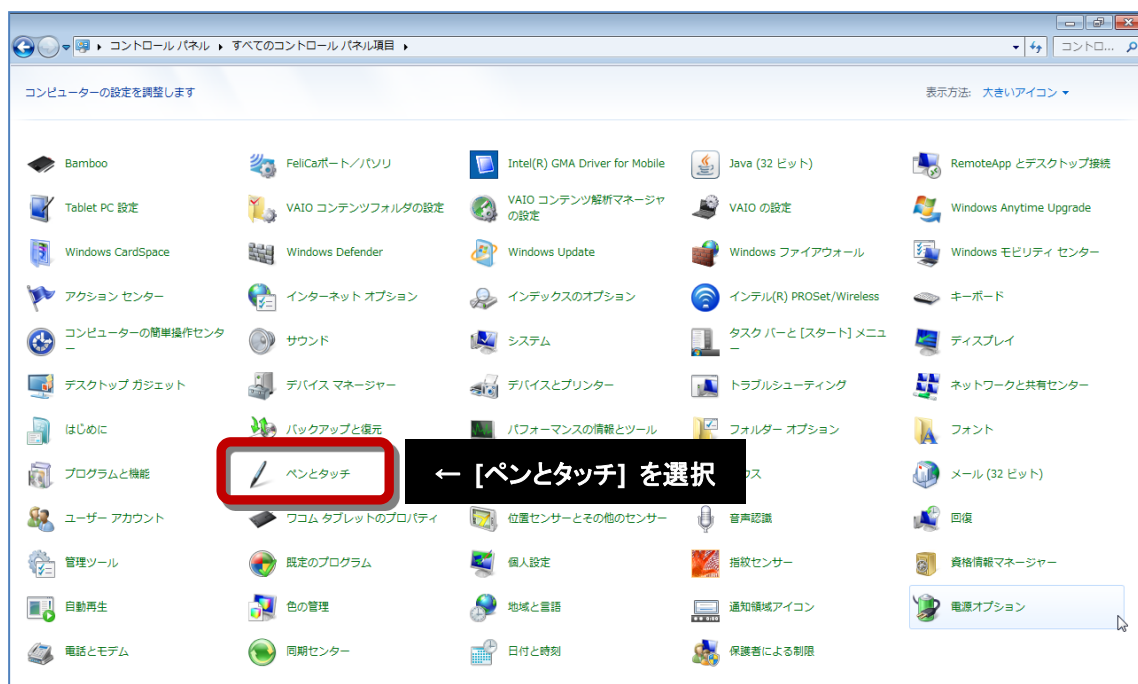 コントロール パネル ▸ すべてのコントロール パネル項目 ▸
コントロ...
コンピューターの設定を調整します
表示方法: 大きいアイコン
Bamboo
FeliCaポート／パソリ
Intel(R) GMA Driver for Mobile
Java (32 ビット)
RemoteApp とデスクトップ接続
Tablet PC 設定
VAIO コンテンツフォルダの設定
VAIO コンテンツ解析マネージャ
の設定
VAIO の設定
Windows Anytime Upgrade
Windows CardSpace
Windows Defender
Windows Update
Windows ファイアウォール
Windows モビリティ センター
アクション センター
インターネット オプション
インデックスのオプション
インテル(R) PROSet/Wireless
キーボード
コンピューターの簡単操作センタ
ー
サウンド
システム
タスク バーと [スタート] メニュ
ー
ディスプレイ
デスクトップ ガジェット
デバイス マネージャー
デバイスとプリンター
トラブルシューティング
ネットワークと共有センター
はじめに
バックアップと復元
パフォーマンスの情報とツール
フォルダー オプション
フォント
プログラムと機能
ペンとタッチ
← [ペンとタッチ] を選択
ウス
メール (32 ビット)
ユーザー アカウント
ワコム タブレットのプロパティ
位置センサーとその他のセンサー
音声認識
回復
管理ツール
既定のプログラム
個人設定
指紋センサー
資格情報マネージャー
自動再生
色の管理
地域と言語
通知領域アイコン
電源オプション
電話とモデム
同期センター
日付と時刻
保護者による制限